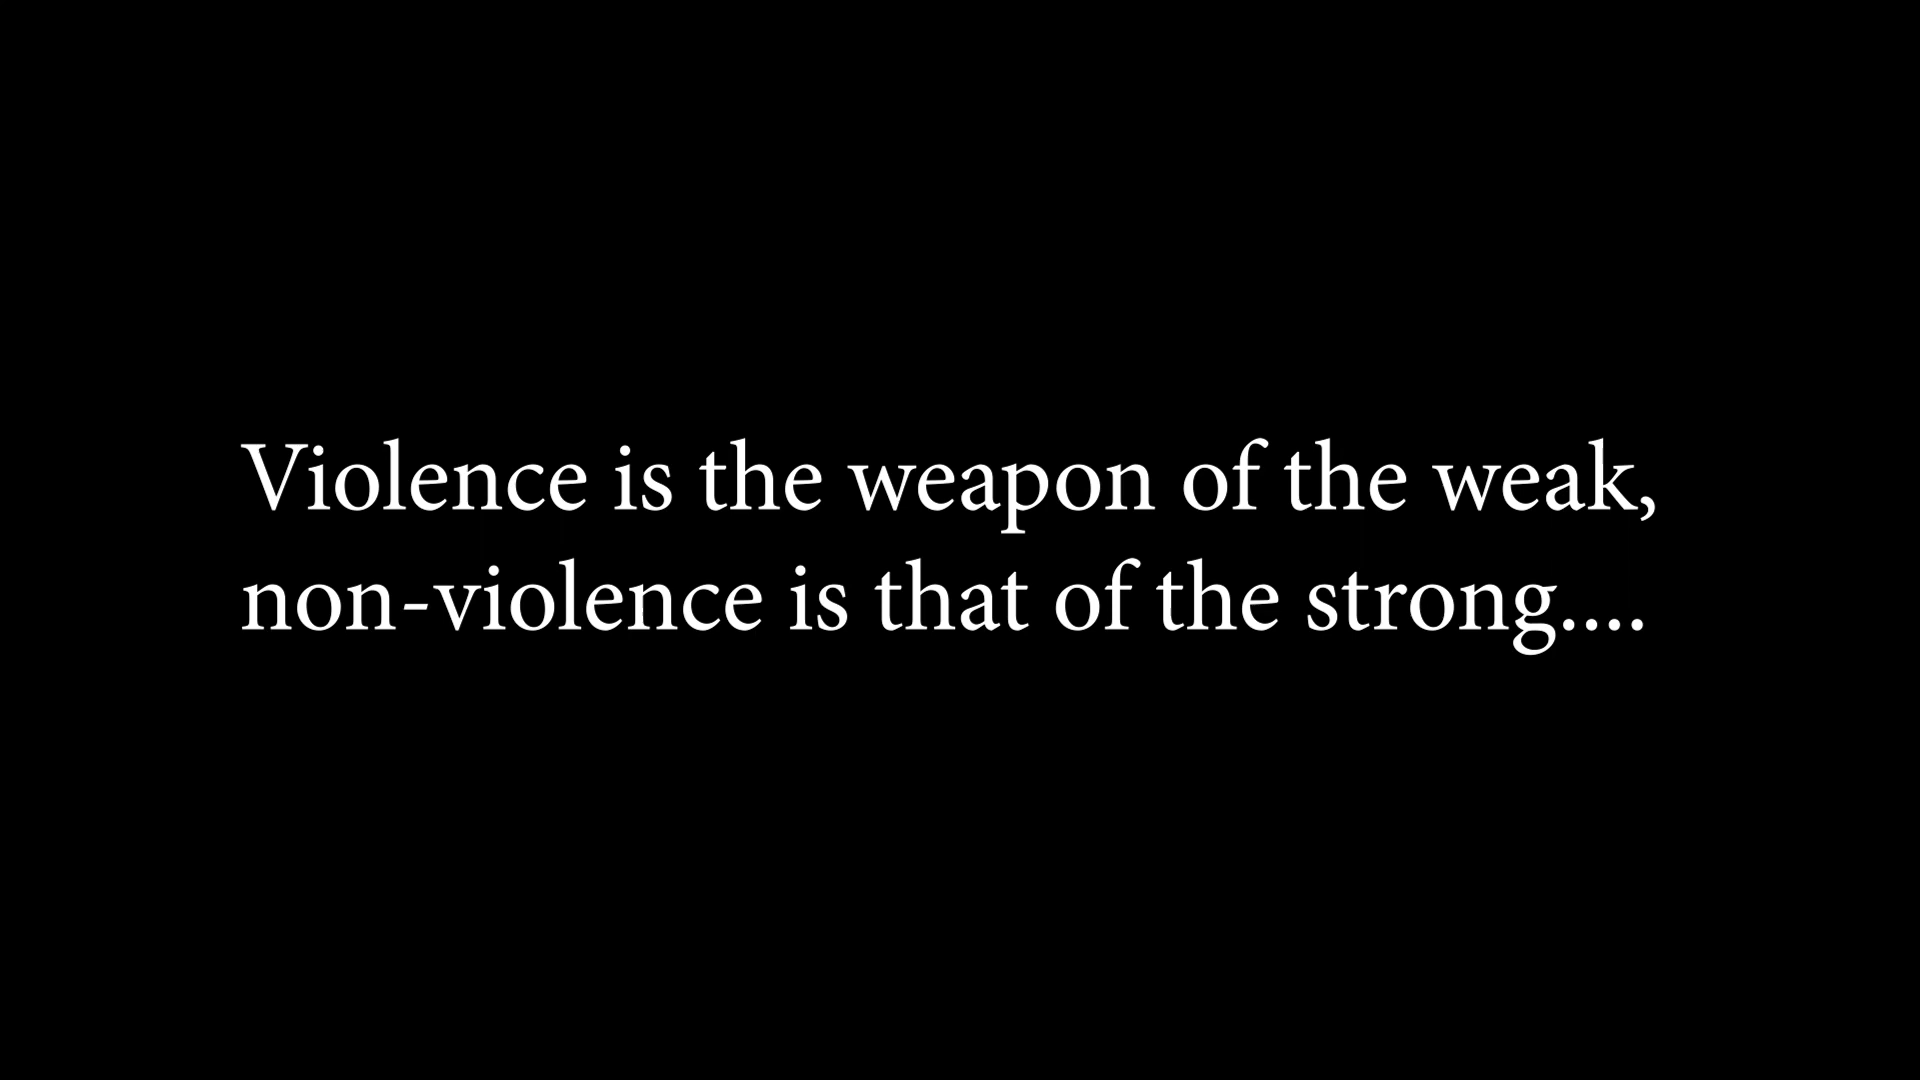 Violence is the weapon of the weak,
non-violence is that of the strong....